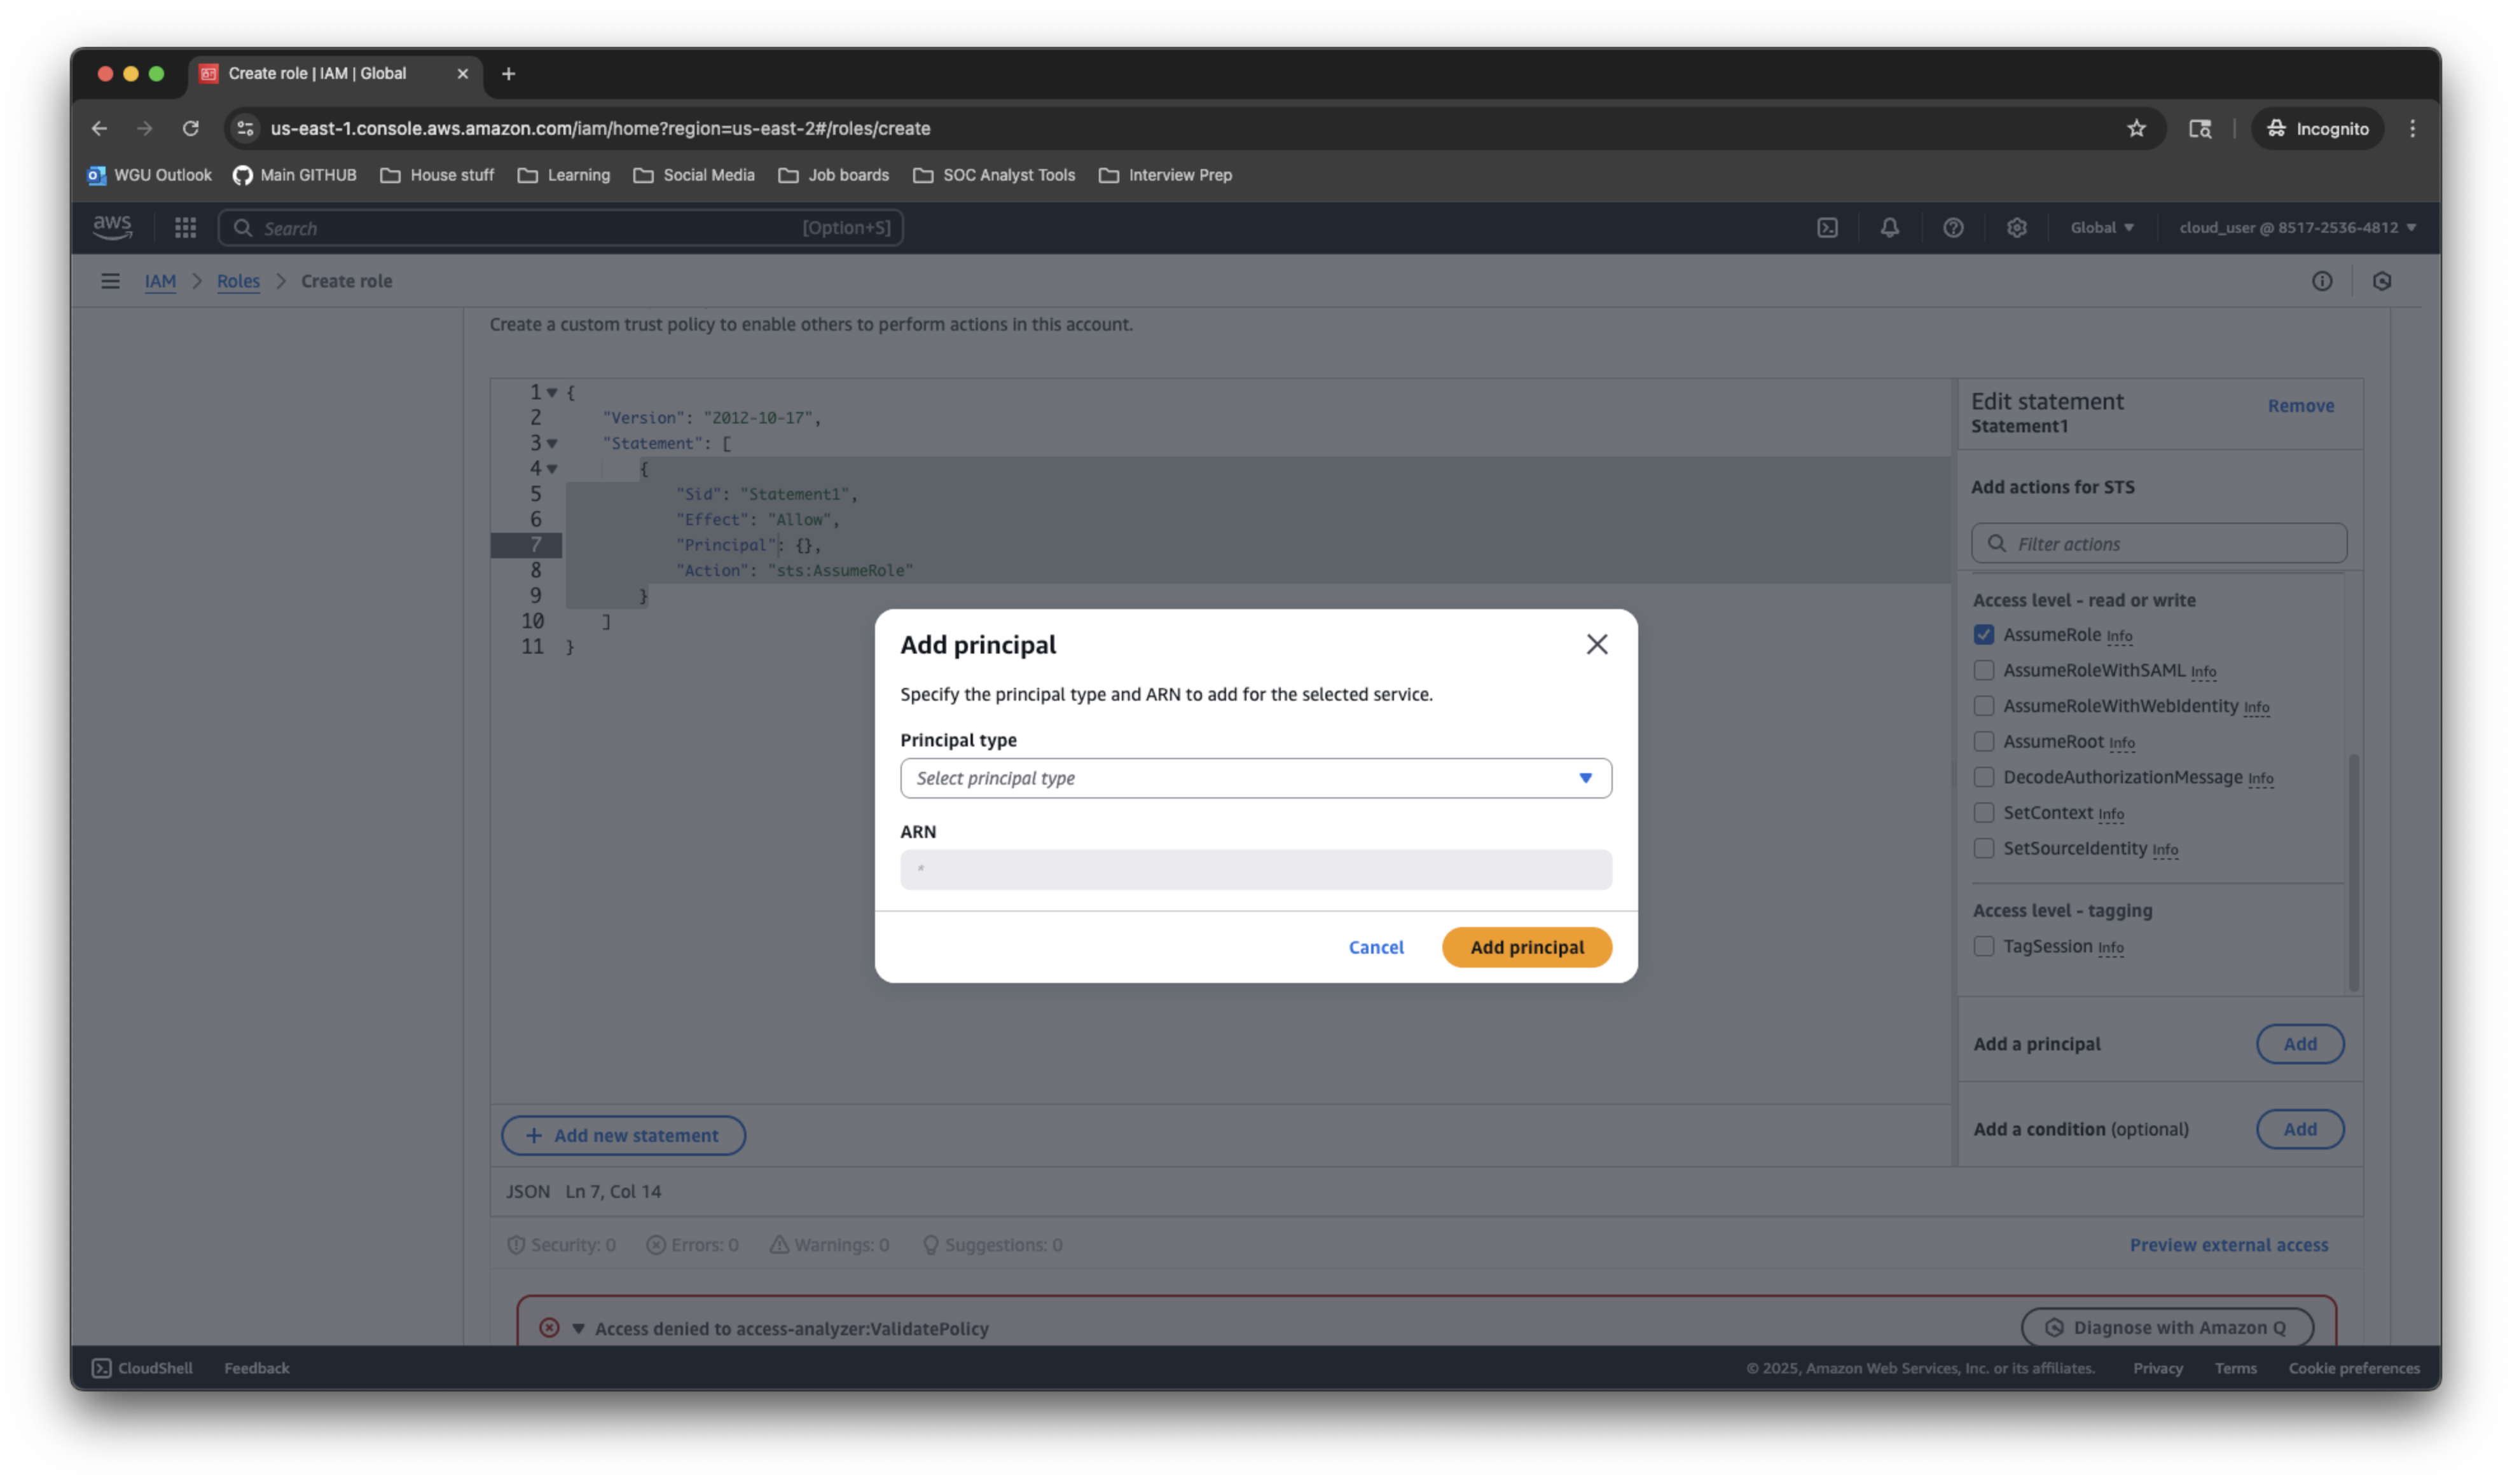 Create role | IAM | Global
us-east-1.console.aws.amazon.com/iam/home?region=us-east-2#/roles/create
Incognito
WGU Outlook
Main GITHUB
House stuff
Learning
Social Media
Job boards
SOC Analyst Tools
Interview Prep
aws
Search
[Option+S]
Global
cloud_user @ 8517-2536-4812
IAM
Roles
Create role
Create a custom trust policy to enable others to perform actions in this account.
1 {
2 "Version": "2012-10-17",
3 "Statement": [
4 {
5 "Sid": "Statement1",
6 "Effect": "Allow",
7 "Principal": {},
8 "Action": "sts:AssumeRole"
9 }
10 ]
11 }
Edit statement
Remove
Statement1
Add actions for STS
Filter actions
Access level - read or write
AssumeRole Info
AssumeRoleWithSAML Info
AssumeRoleWithWebIdentity Info
AssumeRoot Info
DecodeAuthorizationMessage Info
SetContext Info
SetSourceIdentity Info
Access level - tagging
TagSession Info
Add a principal
Add
Add a condition (optional)
Add
Add principal
Specify the principal type and ARN to add for the selected service.
Principal type
Select principal type
ARN
*
Cancel
Add principal
+ Add new statement
JSON Ln 7, Col 14
Security: 0
Errors: 0
Warnings: 0
Suggestions: 0
Preview external access
Access denied to access-analyzer:ValidatePolicy
Diagnose with Amazon Q
CloudShell
Feedback
© 2025, Amazon Web Services, Inc. or its affiliates.
Privacy
Terms
Cookie preferences